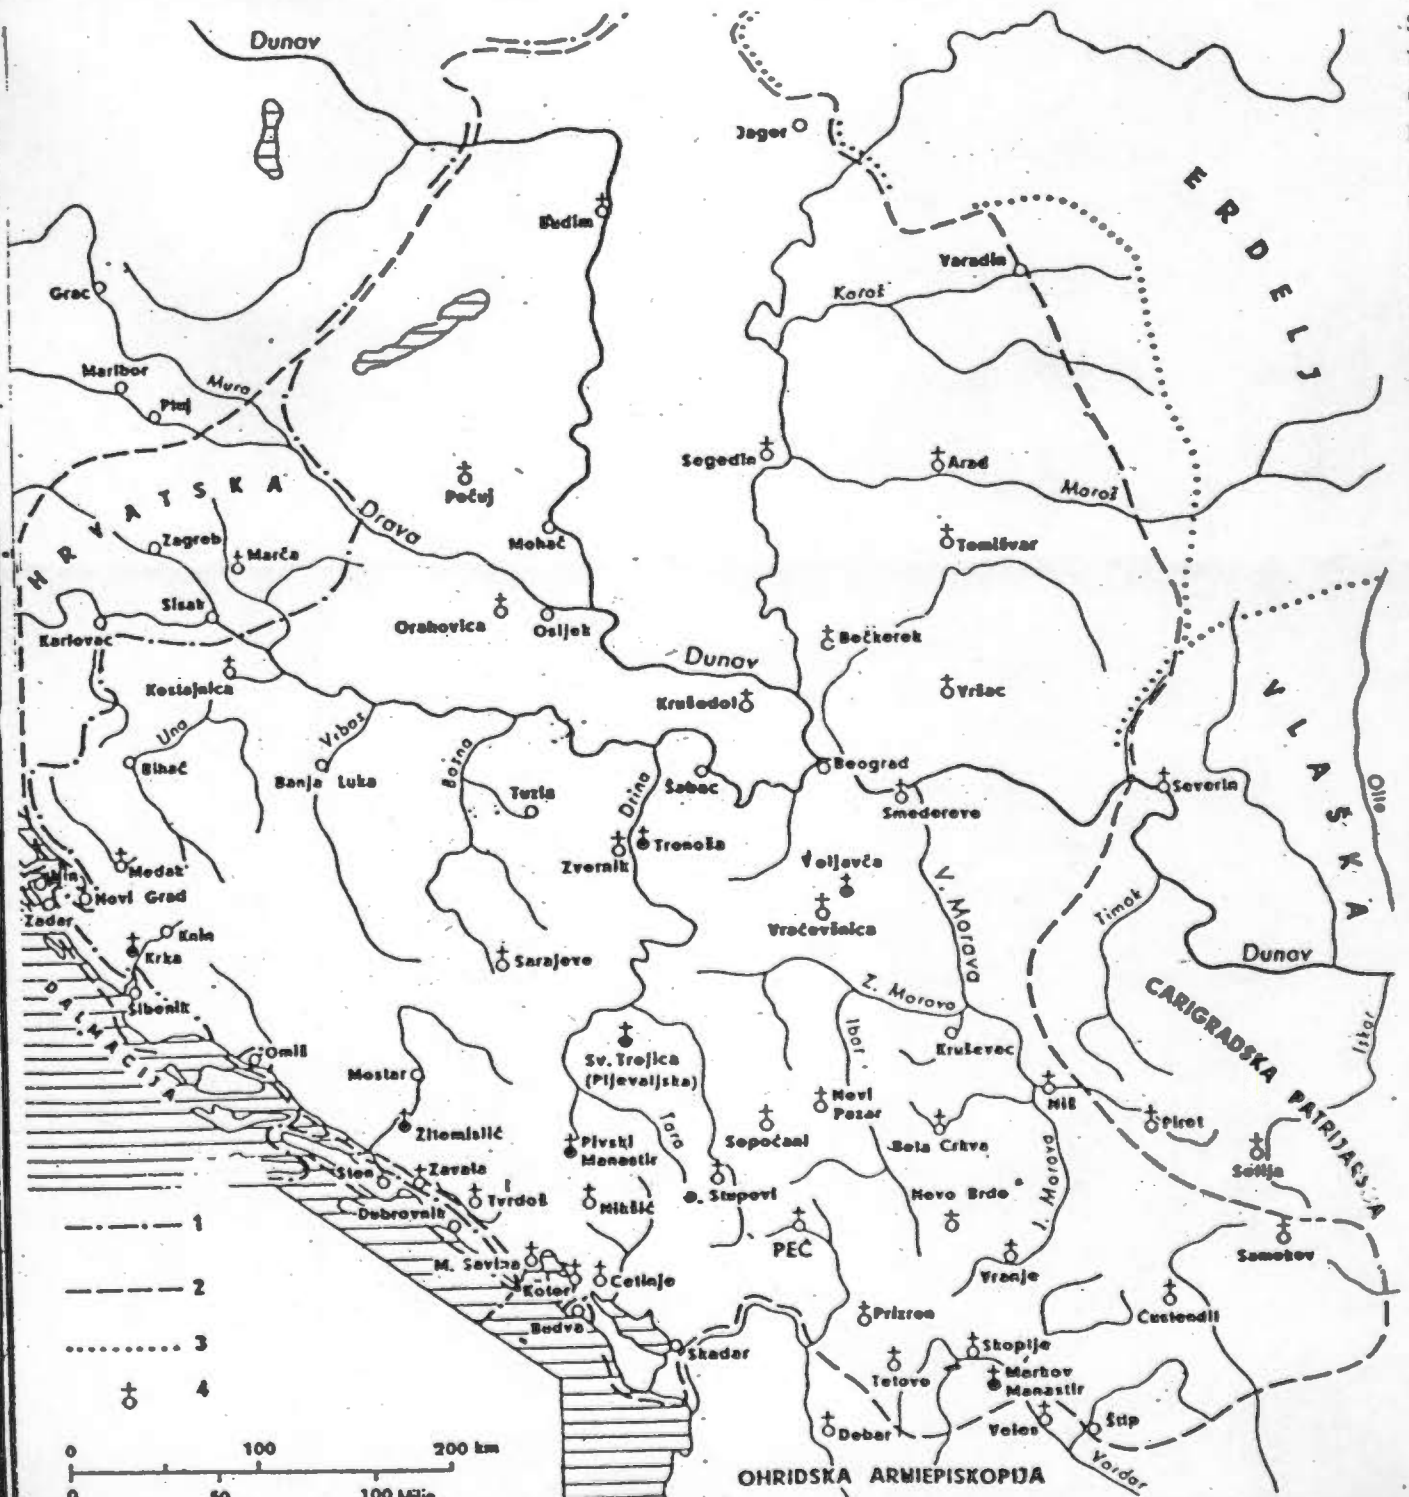 Dunav
Jager
ERDELJ
Budim
Varadin
Grac
Koroš
Maribor
Mura
Ptuj
Segedin
Arad
HRVATSKA
Pečuj
Moroš
Drava
Zagreb
Marča
Mohač
Temišvar
Sisak
Orahovica
Osijek
Karlovac
Bečkerek
Dunav
Kostajnica
Krušedol
Vršac
VLAŠKA
Una
Vrbas
Bosna
Bihać
Banja Luka
Tuzla
Drina
Šabac
Beograd
Severin
Olto
Smederevo
Zvornik
Tronoša
Voljavča
Medak
Nin
Novi Grad
Zadar
V. Morava
Timok
Vraćevšnica
Knin
Krka
Sarajevo
Dunav
DALMACIJA
Šibenik
Z. Morava
CARIGRADSKA PATRIJARŠIJA
Ibar
Iskar
Omiš
Sv. Trojica
(Pljevaljska)
Kruševac
Mostar
Novi
Pazar
Niš
Žitomislić
Tara
Sopoćani
Pirot
Pivski
Manastir
Bela Crkva
Sofija
Ston
Zavala
Stupovi
J. Morava
Tvrdoš
Nikšić
Novo Brdo
1
Dubrovnik
PEĆ
Samokov
M. Savina
Cetinje
Vranje
2
Kotor
Budva
Prizren
Ćustendil
3
Skadar
Skoplje
Tetovo
Markov
Manastir
4
Debar
Veles
Štip
0 100 200 km
Vardar
OHRIDSKA ARHIEPISKOPIJA
0 50 100 Milja